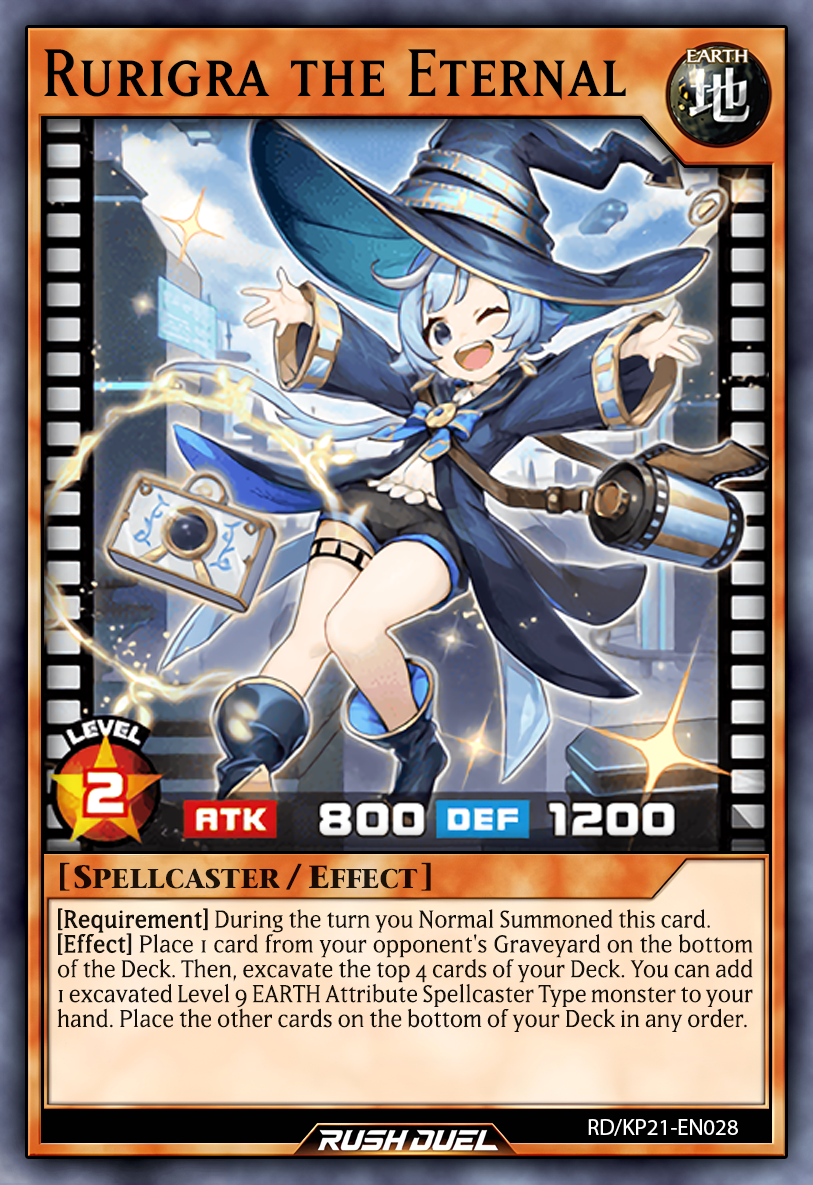 RURIGRA THE ETERNAL
EARTH
地
LEVEL
2
ATK 800 DEF 1200
[SPELLCASTER / EFFECT]
[Requirement] During the turn you Normal Summoned this card.
[Effect] Place 1 card from your opponent's Graveyard on the bottom
of the Deck. Then, excavate the top 4 cards of your Deck. You can add
1 excavated Level 9 EARTH Attribute Spellcaster Type monster to your
hand. Place the other cards on the bottom of your Deck in any order.
RD/KP21-EN028
RUSH DUEL